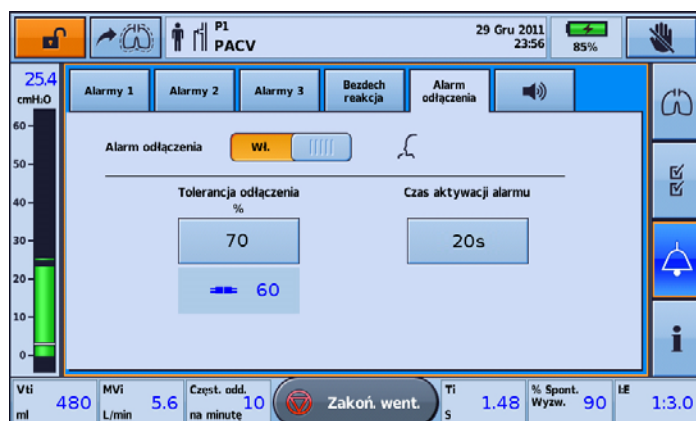 P1
PACV
29 Gru 2011
23:56
85%
25.4
cmH₂O
60
50
40
30
20
10
0
Alarmy 1
Alarmy 2
Alarmy 3
Bezdech
reakcja
Alarm
odłączenia
Alarm odłączenia
Wł.
Tolerancja odłączenia
%
70
60
Czas aktywacji alarmu
20s
Vti
ml
480
MVi
L/min
5.6
Częst. odd.
na minutę
10
Zakoń. went.
Ti
S
1.48
% Spont.
Wyzw.
90
I:E
1:3.0